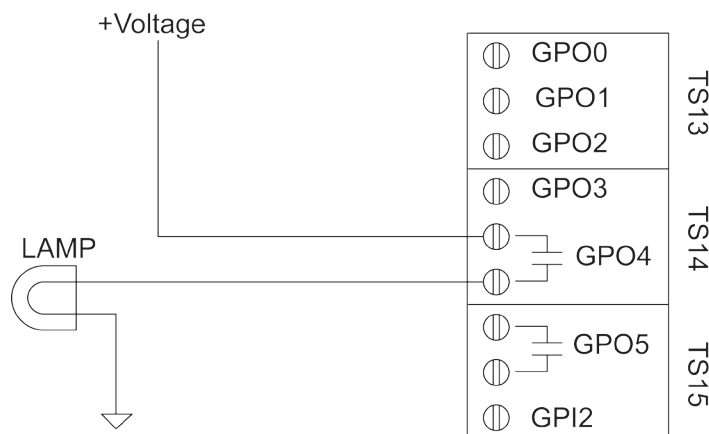 +Voltage
GPO0
GPO1
GPO2
TS13
GPO3
GPO4
TS14
LAMP
GPO5
GPI2
TS15